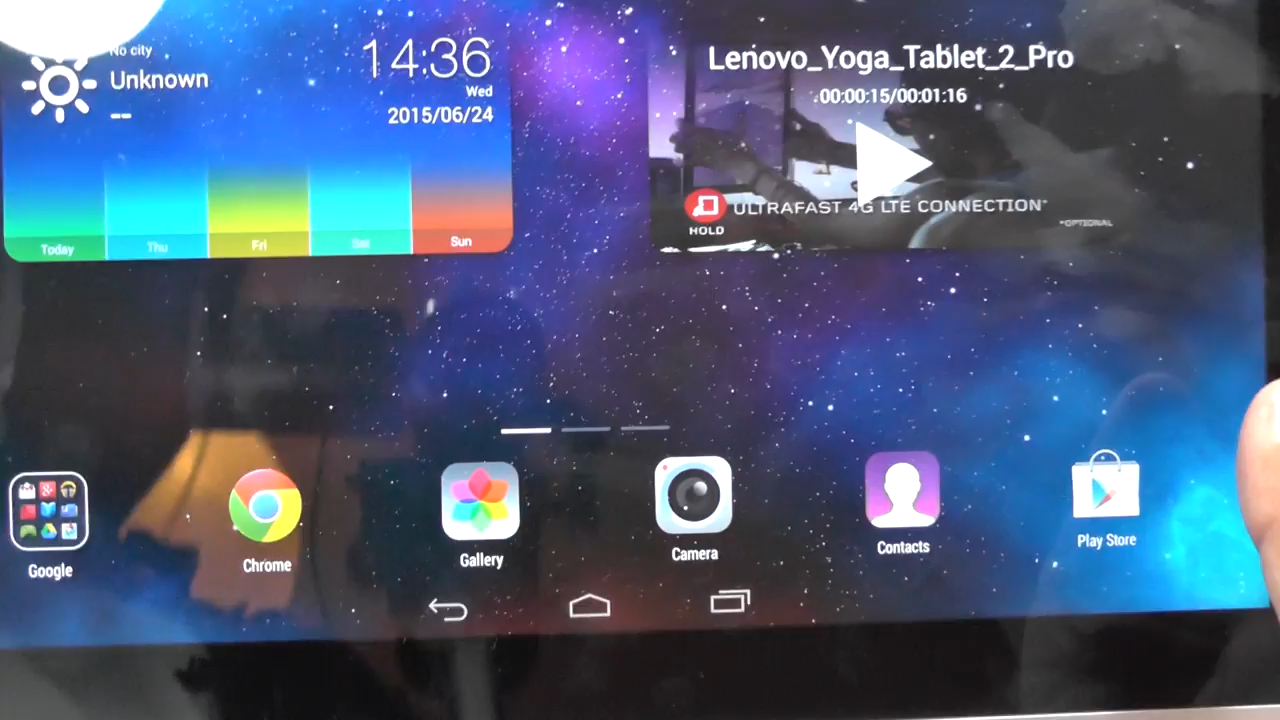 No city
Unknown
--
14:36
Wed
2015/06/24
Today
Thu
Fri
Sat
Sun
Lenovo_Yoga_Tablet_2_Pro
00:00:15/00:01:16
HOLD
ULTRAFAST 4G LTE CONNECTION*
*OPTIONAL
Google
Chrome
Gallery
Camera
Contacts
Play Store